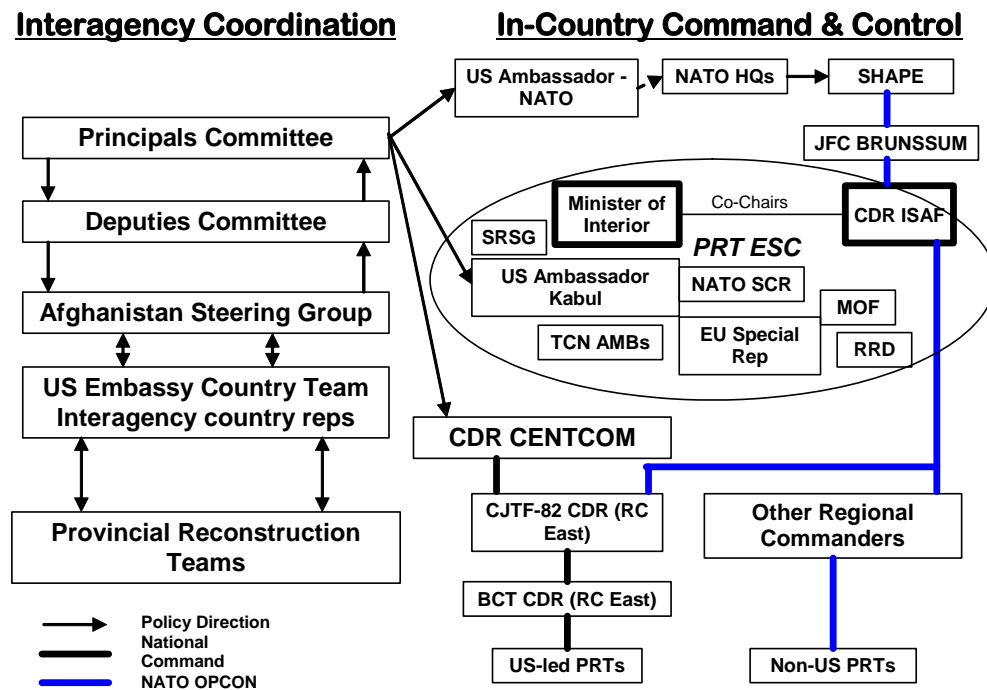 Interagency Coordination
In-Country Command & Control
US Ambassador -
NATO
NATO HQs
SHAPE
Principals Committee
JFC BRUNSSUM
Minister of
Interior
Co-Chairs
CDR ISAF
Deputies Committee
SRSG
PRT ESC
US Ambassador
Kabul
NATO SCR
MOF
Afghanistan Steering Group
TCN AMBs
EU Special
Rep
RRD
US Embassy Country Team
Interagency country reps
CDR CENTCOM
CJTF-82 CDR (RC
East)
Other Regional
Commanders
Provincial Reconstruction
Teams
BCT CDR (RC East)
US-led PRTs
Non-US PRTs
Policy Direction
National
Command
NATO OPCON